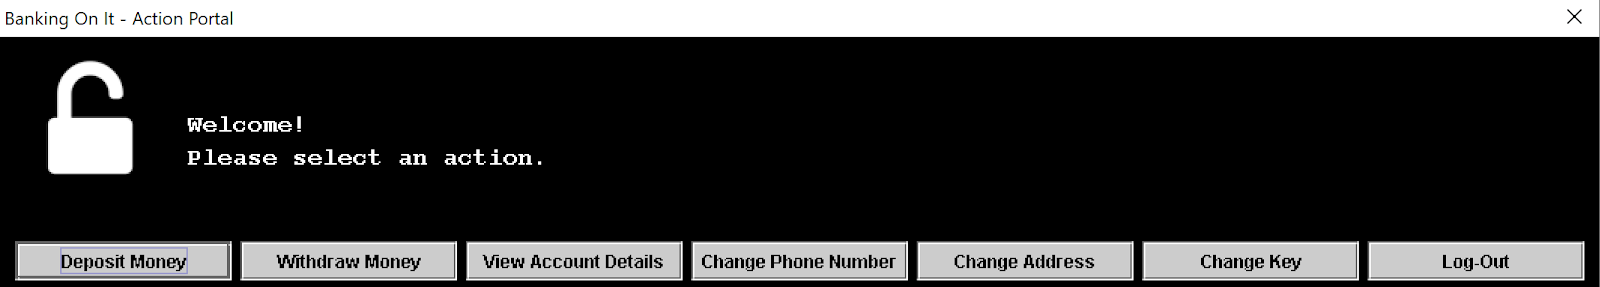 Banking On It - Action Portal
Welcome!
Please select an action.
Deposit Money Withdraw Money View Account Details Change Phone Number Change Address Change Key Log-Out